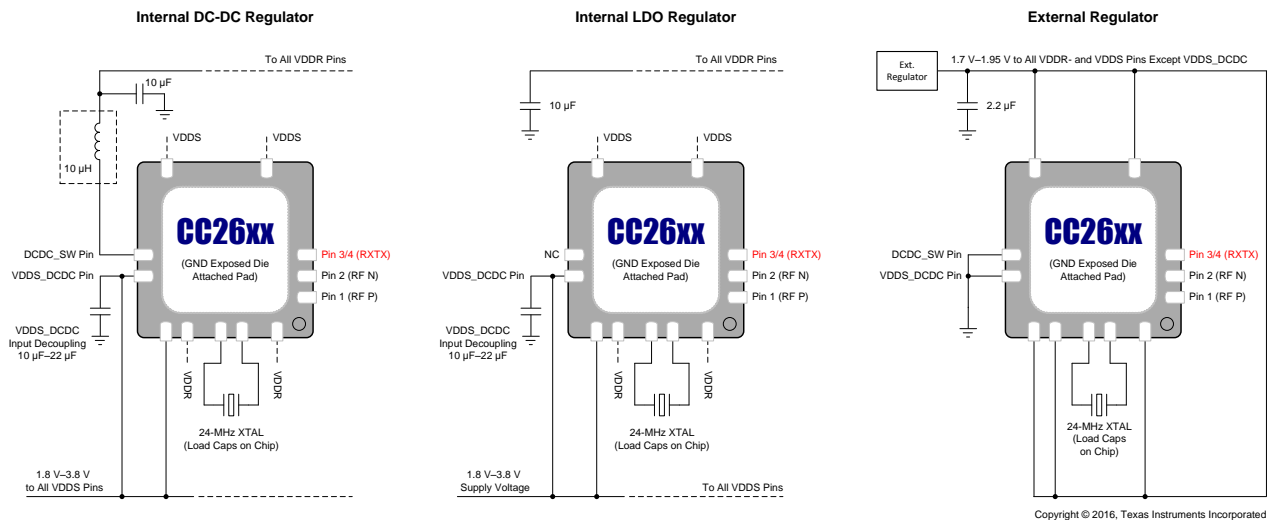 Internal DC-DC Regulator
To All VDDR Pins
10 µF
10 µH
VDDS
VDDS
CC26xx
(GND Exposed Die
Attached Pad)
DCDC_SW Pin
VDDS_DCDC Pin
Pin 3/4 (RXTX)
Pin 2 (RF N)
Pin 1 (RF P)
VDDS_DCDC
Input Decoupling
10 µF–22 µF
VDDR
VDDR
24-MHz XTAL
(Load Caps on Chip)
1.8 V–3.8 V
to All VDDS Pins
Internal LDO Regulator
To All VDDR Pins
10 µF
VDDS
VDDS
CC26xx
(GND Exposed Die
Attached Pad)
NC
VDDS_DCDC Pin
Pin 3/4 (RXTX)
Pin 2 (RF N)
Pin 1 (RF P)
VDDS_DCDC
Input Decoupling
10 µF–22 µF
VDDR
VDDR
24-MHz XTAL
(Load Caps on Chip)
1.8 V–3.8 V
Supply Voltage
To All VDDS Pins
External Regulator
Ext.
Regulator
1.7 V–1.95 V to All VDDR- and VDDS Pins Except VDDS_DCDC
2.2 µF
CC26xx
(GND Exposed Die
Attached Pad)
DCDC_SW Pin
VDDS_DCDC Pin
Pin 3/4 (RXTX)
Pin 2 (RF N)
Pin 1 (RF P)
24-MHz XTAL
(Load Caps
on Chip)
Copyright © 2016, Texas Instruments Incorporated